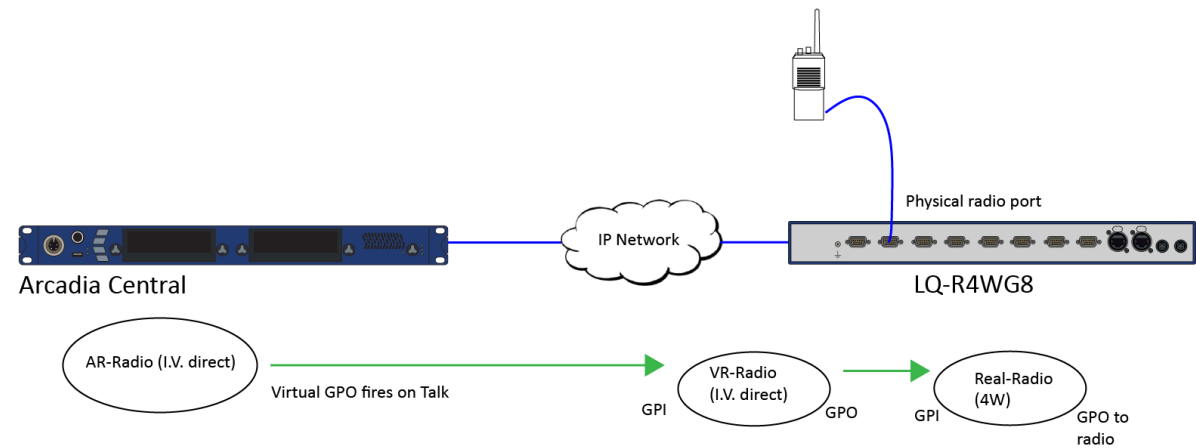 Physical radio port
IP Network
Arcadia Central
LQ-R4WG8
AR-Radio (I.V. direct)
Virtual GPO fires on Talk
GPI
VR-Radio
(I.V. direct)
GPO
GPI
Real-Radio
(4W)
GPO to
radio